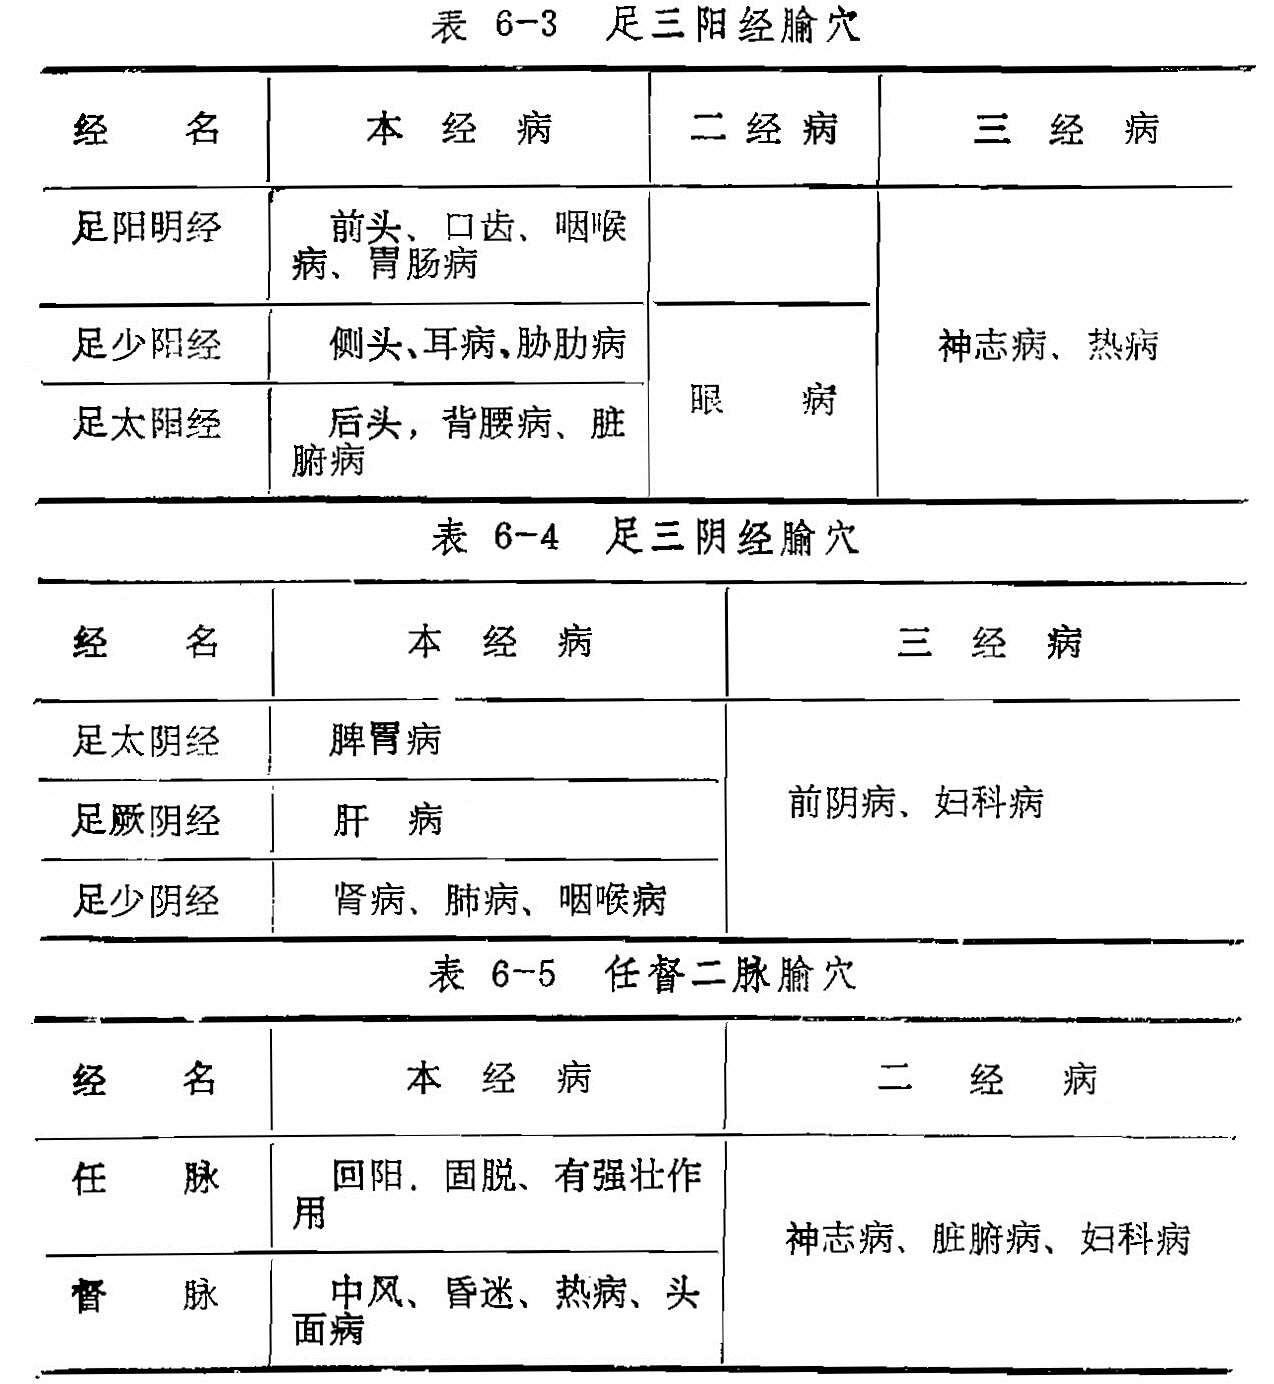 表 6-3 足三阳经腧穴
经 名 本 经 病 二 经 病 三 经 病
足阳明经 前头、口齿、咽喉
病、胃肠病
足少阳经 侧头、耳病、胁肋病
神志病、热病
眼 病
足太阳经 后头，背腰病、脏
腑病
表 6-4 足三阴经腧穴
经 名 本 经 病 三 经 病
足太阴经 脾胃病
前阴病、妇科病
足厥阴经 肝 病
足少阴经 肾病、肺病、咽喉病
表 6-5 任督二脉腧穴
经 名 本 经 病 二 经 病
任 脉 回阳．固脱、有强壮作
用
神志病、脏腑病、妇科病
督 脉 中风、昏迷、热病、头
面病